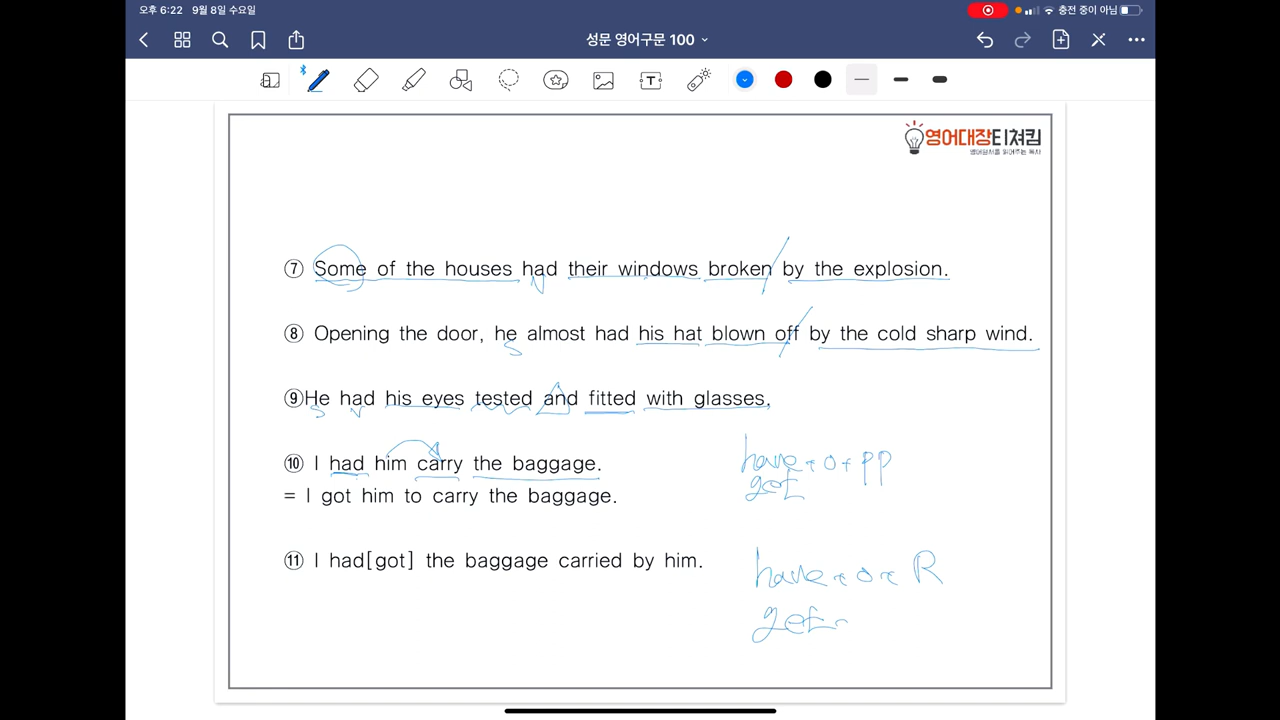 오후 6:22 9월 8일 수요일
충전 중이 아님
성문 영어구문 100
영어대장티쳐킴
⑦ Some of the houses had their windows broken by the explosion.
⑧ Opening the door, he almost had his hat blown off by the cold sharp wind.
⑨He had his eyes tested and fitted with glasses.
⑩ I had him carry the baggage.
= I got him to carry the baggage.
⑪ I had[got] the baggage carried by him.
S
V
have + O + PP
get
have + O + R
get